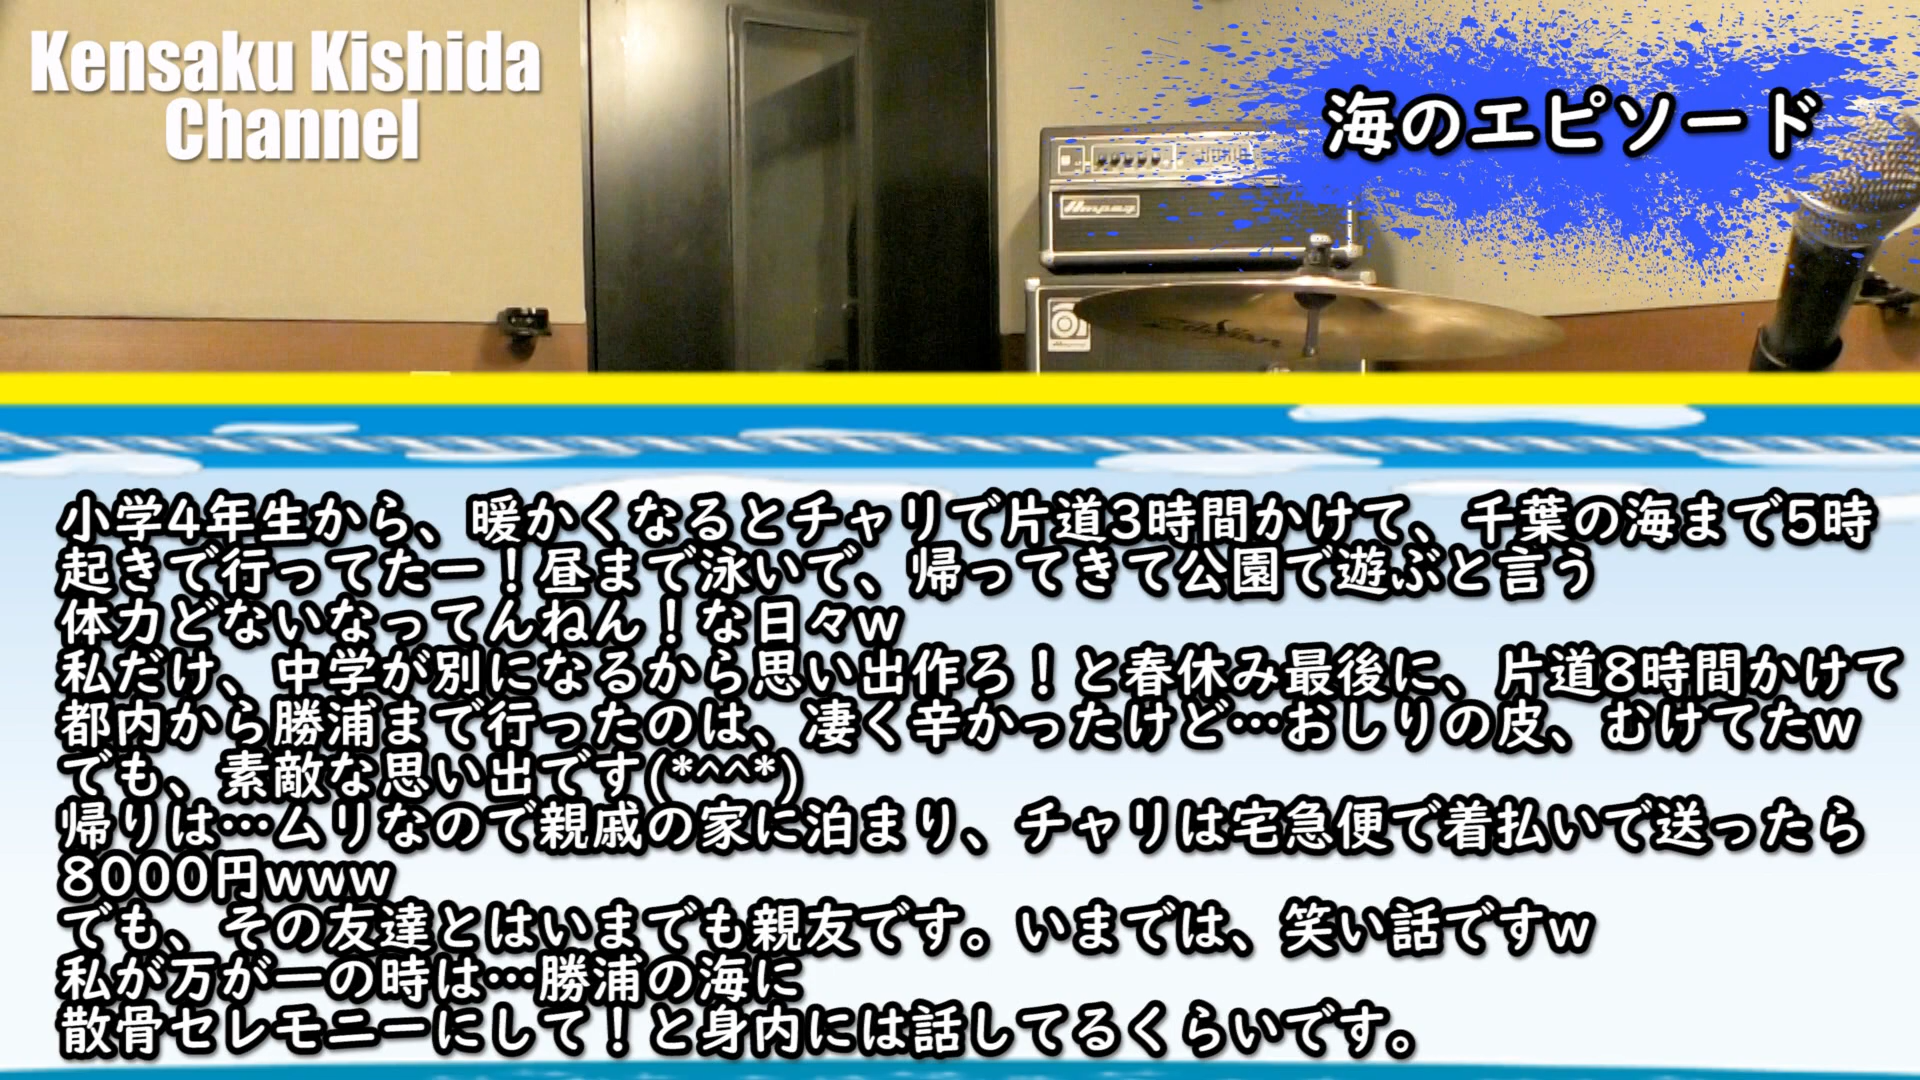 Kensaku Kishida
Channel
海のエピソード
Ampeg
Zildjian
Ampeg
小学4年生から、暖かくなるとチャリで片道3時間かけて、千葉の海まで5時
起きで行ってたー！昼まで泳いで、帰ってきて公園で遊ぶと言う
体力どないなってんねん！な日々w
私だけ、中学が別になるから思い出作ろ！と春休み最後に、片道8時間かけて
都内から勝浦まで行ったのは、凄く辛かったけど…おしりの皮、むけてたw
でも、素敵な思い出です(*^^*)
帰りは…ムリなので親戚の家に泊まり、チャリは宅急便で着払いで送ったら
8000円www
でも、その友達とはいまでも親友です。いまでは、笑い話ですw
私が万が一の時は…勝浦の海に
散骨セレモニーにして！と身内には話してるくらいです。